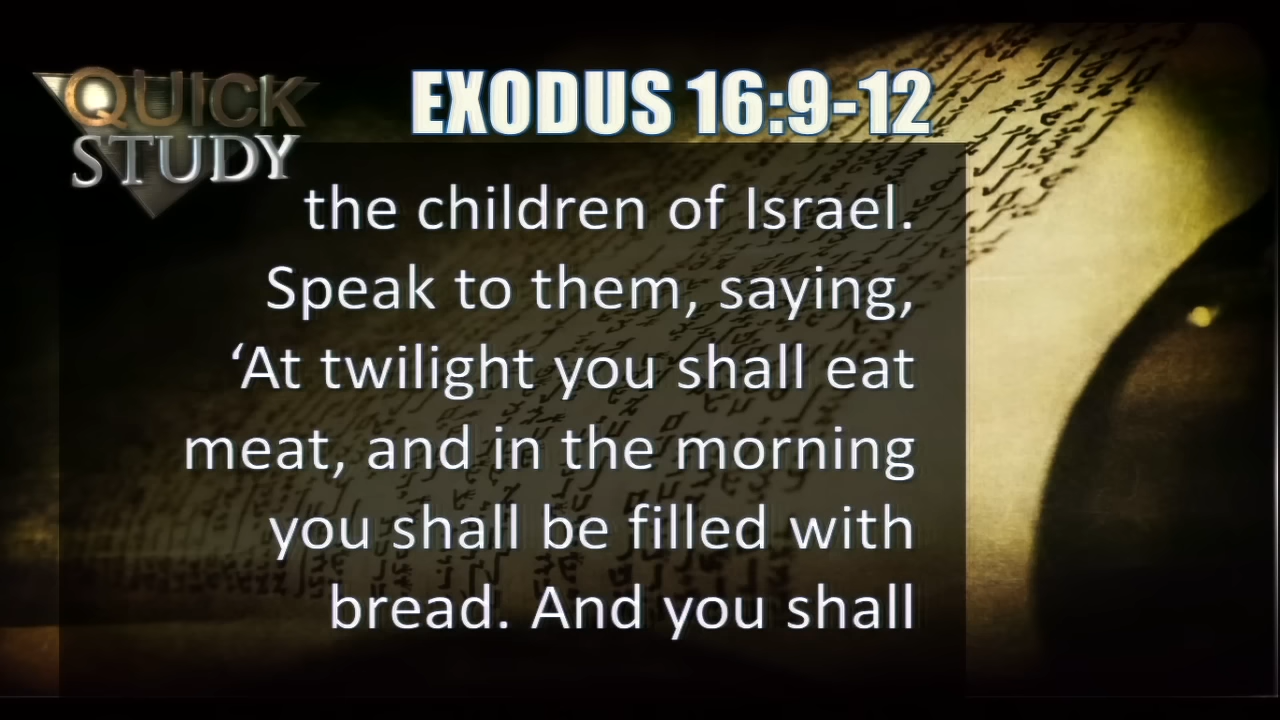 QUICK
STUDY
EXODUS 16:9-12
the children of Israel.
Speak to them, saying,
‘At twilight you shall eat
meat, and in the morning
you shall be filled with
bread. And you shall